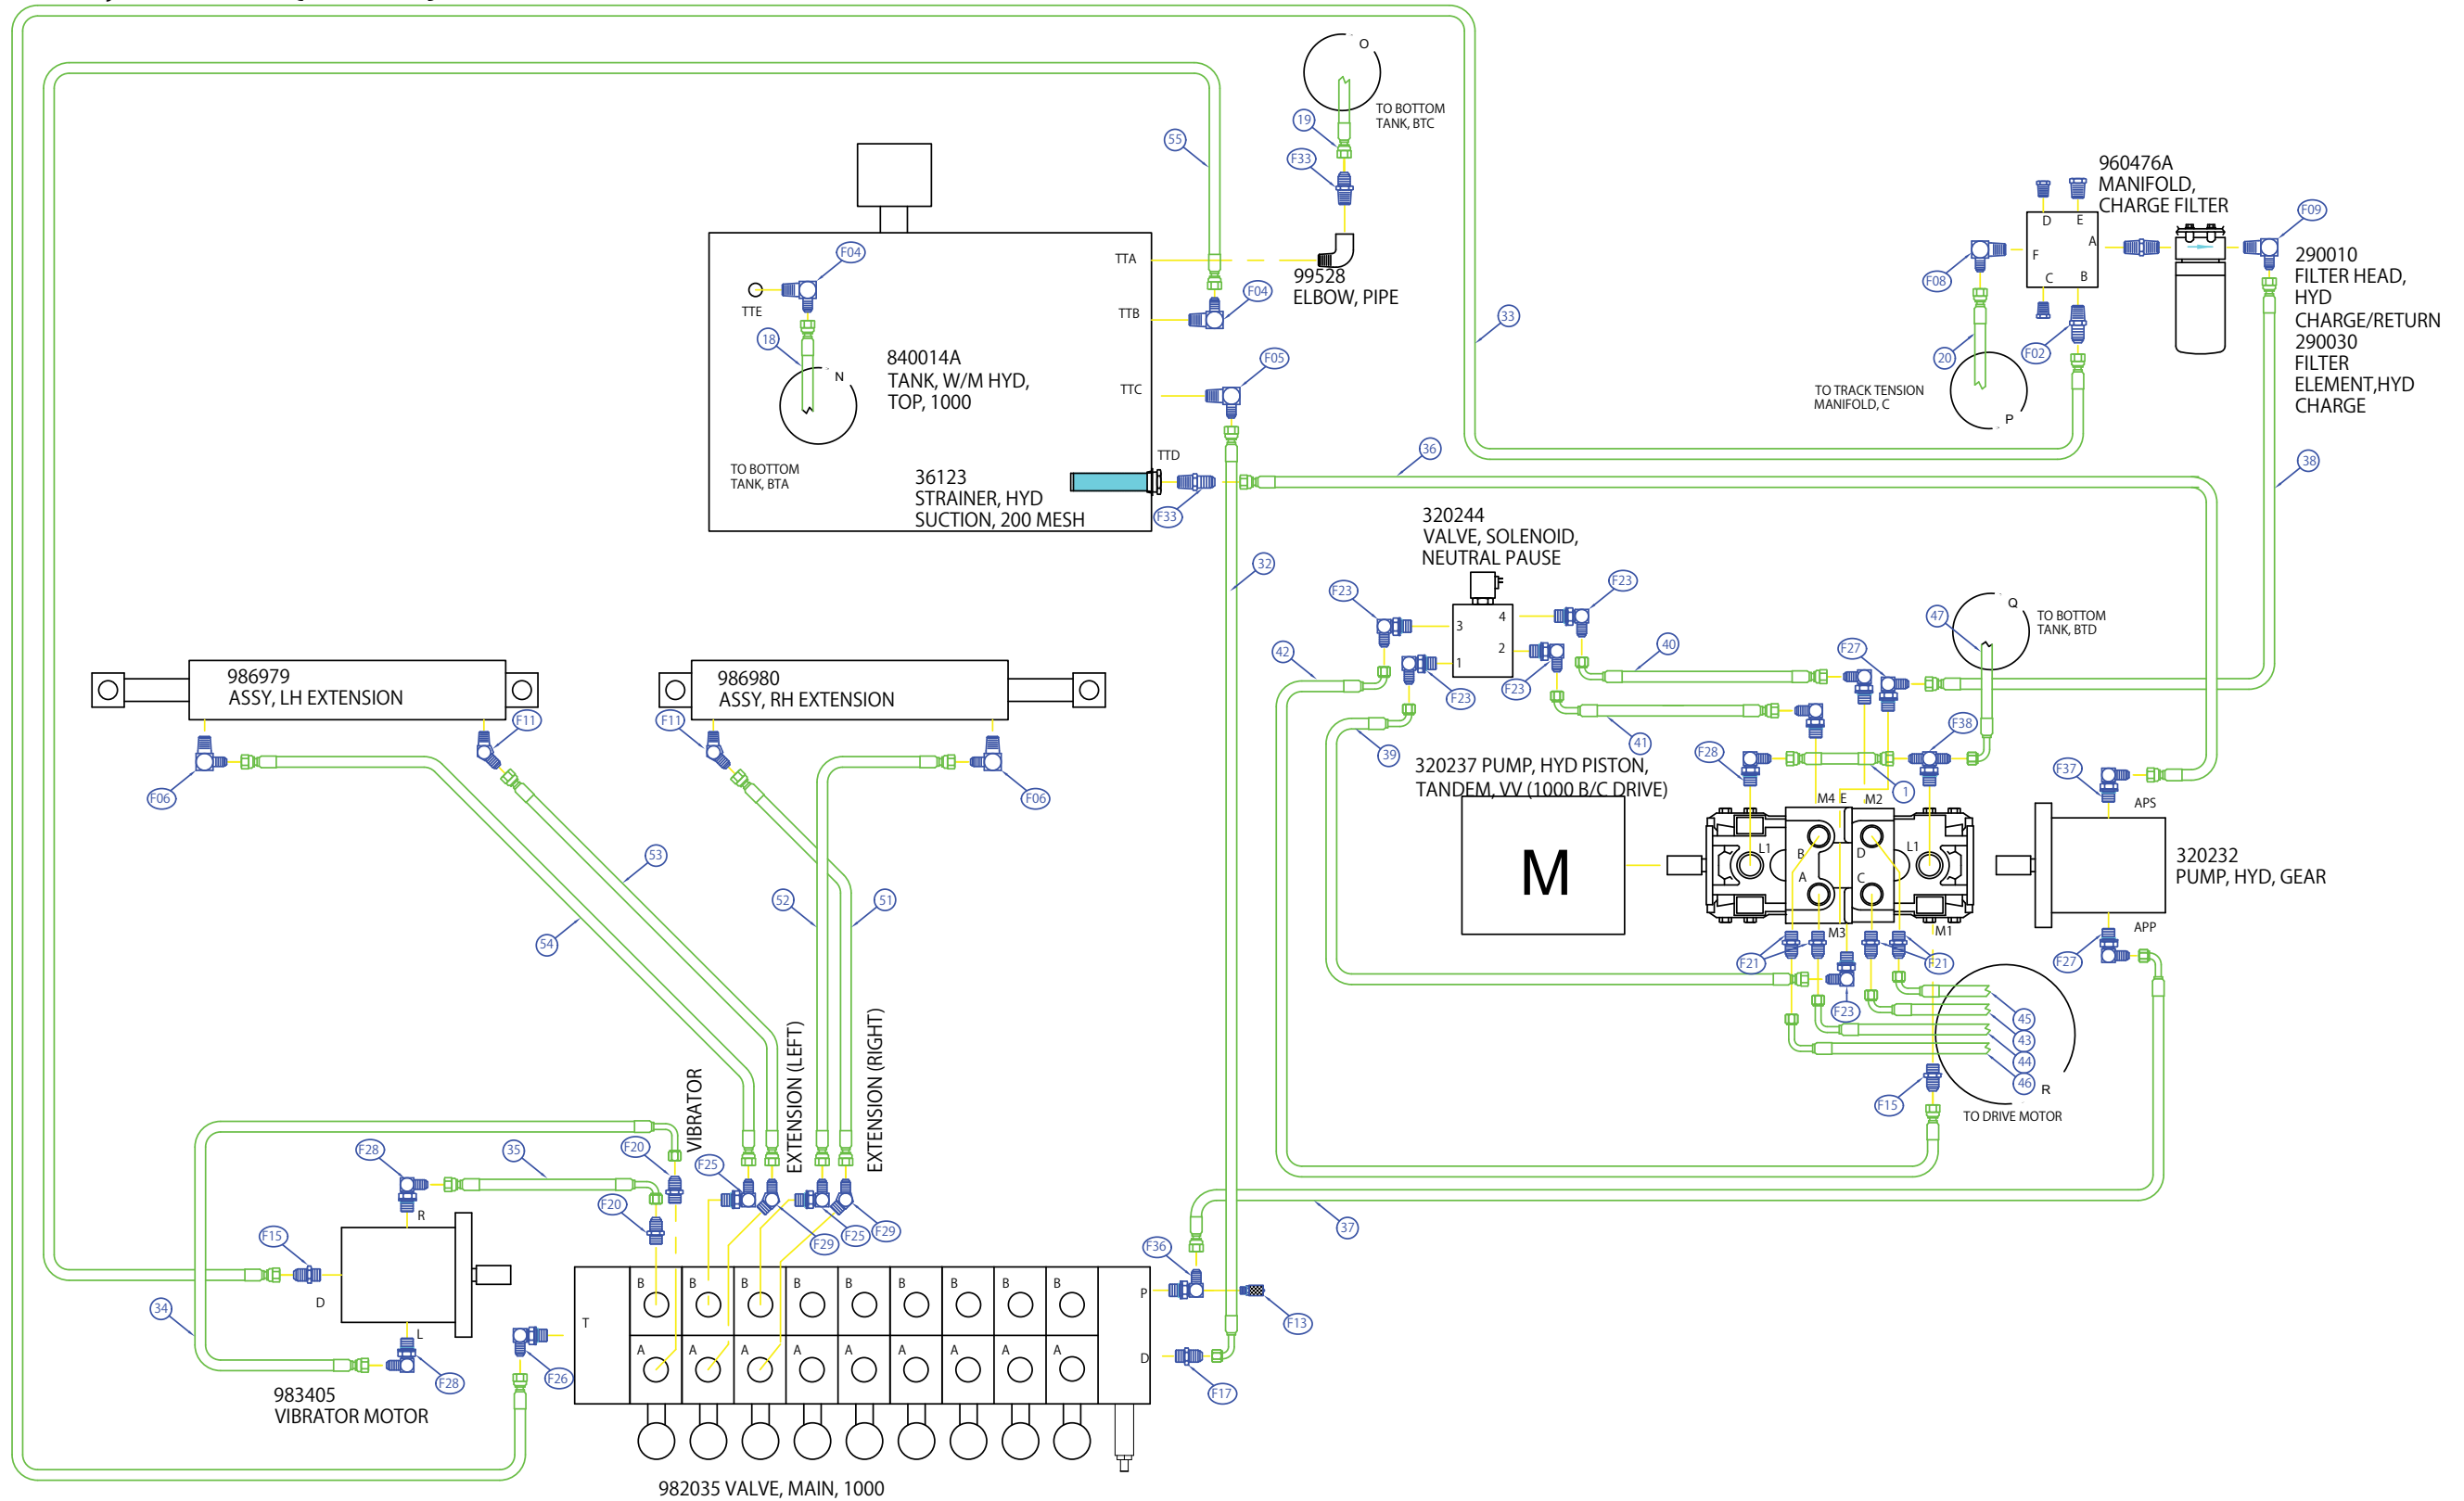 O
TO BOTTOM
TANK, BTC
19
F33
55
99528
ELBOW, PIPE
960476A
MANIFOLD,
CHARGE FILTER
D
E
A
F
C
B
F09
F08
F02
20
P
TO TRACK TENSION
MANIFOLD, C
290010
FILTER HEAD,
HYD
CHARGE/RETURN
290030
FILTER
ELEMENT,HYD
CHARGE
33
38
TTA
F04
TTE
TTB
F04
18
N
840014A
TANK, W/M HYD,
TOP, 1000
TTC
F05
TO BOTTOM
TANK, BTA
36123
STRAINER, HYD
SUCTION, 200 MESH
TTD
F33
36
32
320244
VALVE, SOLENOID,
NEUTRAL PAUSE
F23
F23
3
4
1
2
F23
F23
42
40
39
41
F27
47
Q
TO BOTTOM
TANK, BTD
F28
F38
1
F37
APS
APP
F27
320232
PUMP, HYD, GEAR
320237 PUMP, HYD PISTON,
TANDEM, VV (1000 B/C DRIVE)
M
M4
E
M2
L1
B
D
L1
A
C
M3
M1
F21
F21
F23
45
43
44
46
R
F15
TO DRIVE MOTOR
986979
ASSY, LH EXTENSION
986980
ASSY, RH EXTENSION
F11
F11
F06
F06
53
54
52
51
VIBRATOR
EXTENSION (LEFT)
EXTENSION (RIGHT)
F28
35
F20
F25
F20
F29
F25
F29
F15
R
D
L
34
F28
F26
983405
VIBRATOR MOTOR
37
F36
F13
F17
T
B
B
B
B
B
B
B
B
B
P
A
A
A
A
A
A
A
A
A
D
982035 VALVE, MAIN, 1000